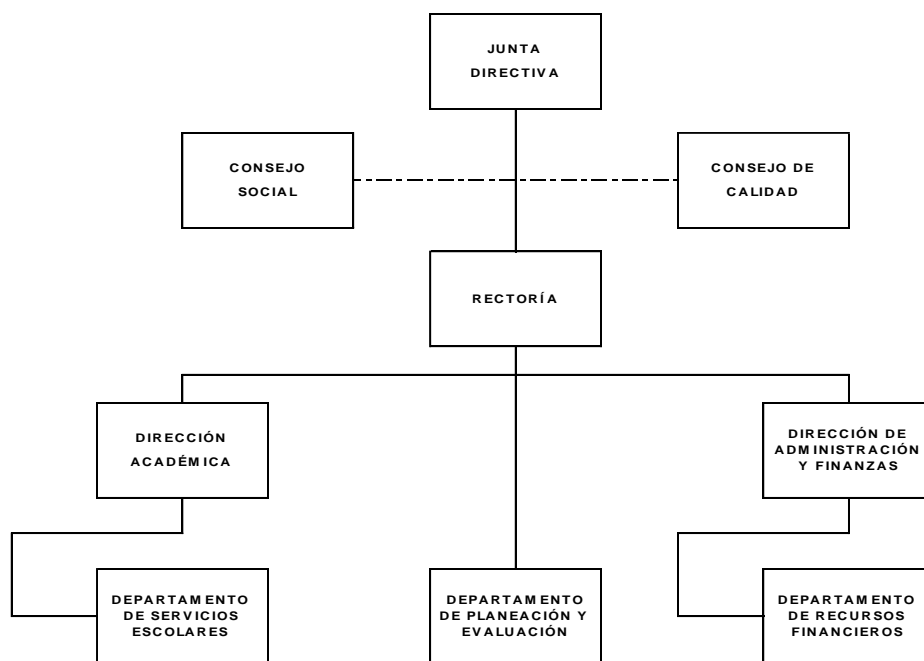 JUNTA
DIRECTIVA
CONSEJO
SOCIAL
CONSEJO DE
CALIDAD
RECTORÍA
DIRECCIÓN
ACADÉMICA
DIRECCIÓN DE
ADMINISTRACIÓN
Y FINANZAS
DEPARTAMENTO
DE SERVICIOS
ESCOLARES
DEPARTAMENTO
DE PLANEACIÓN Y
EVALUACIÓN
DEPARTAMENTO
DE RECURSOS
FINANCIEROS